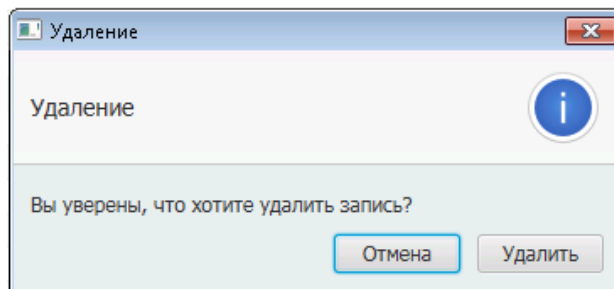 Удаление
Удаление
Вы уверены, что хотите удалить запись?
Отмена Удалить